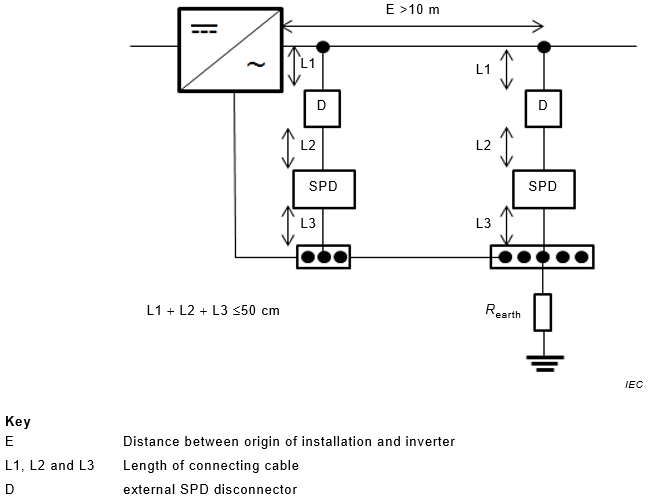 E >10 m
L1
L1
D
D
L2
L2
SPD
SPD
L3
L3
L1 + L2 + L3 ≤50 cm
Rearth
IEC
Key
E Distance between origin of installation and inverter
L1, L2 and L3 Length of connecting cable
D external SPD disconnector